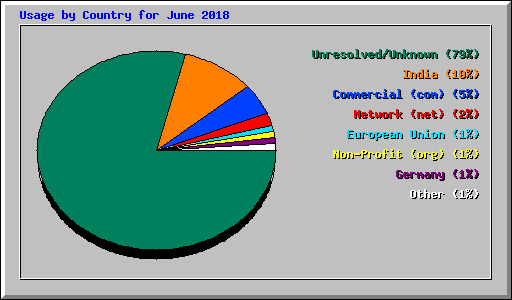 Usage by Country for June 2018
Unresolved/Unknown (79%)
India (10%)
Commercial (com) (5%)
Network (net) (2%)
European Union (1%)
Non-Profit (org) (1%)
Germany (1%)
Other (1%)